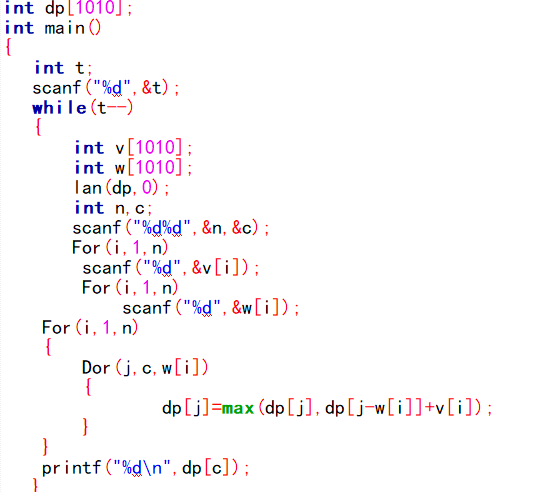 int dp[1010];
int main()
{
int t;
scanf("%d",&t);
while(t--)
{
int v[1010];
int w[1010];
lan(dp,0);
int n,c;
scanf("%d%d",&n,&c);
For(i,1,n)
scanf("%d",&v[i]);
For(i,1,n)
scanf("%d",&w[i]);
For(i,1,n)
{
Dor(j,c,w[i])
{
dp[j]=max(dp[j],dp[j-w[i]]+v[i]);
}
}
printf("%d\n",dp[c]);
}